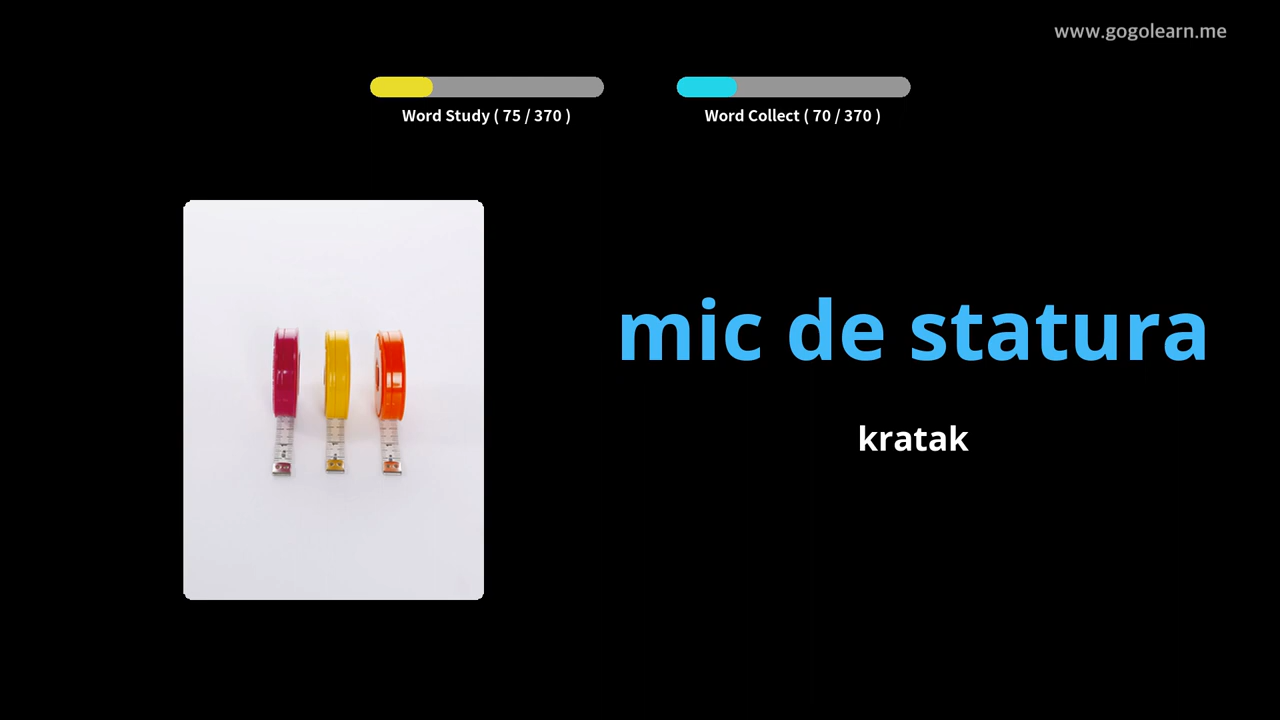 www.gogolearn.me
Word Study ( 75 / 370 )
Word Collect ( 70 / 370 )
mic de statura
kratak